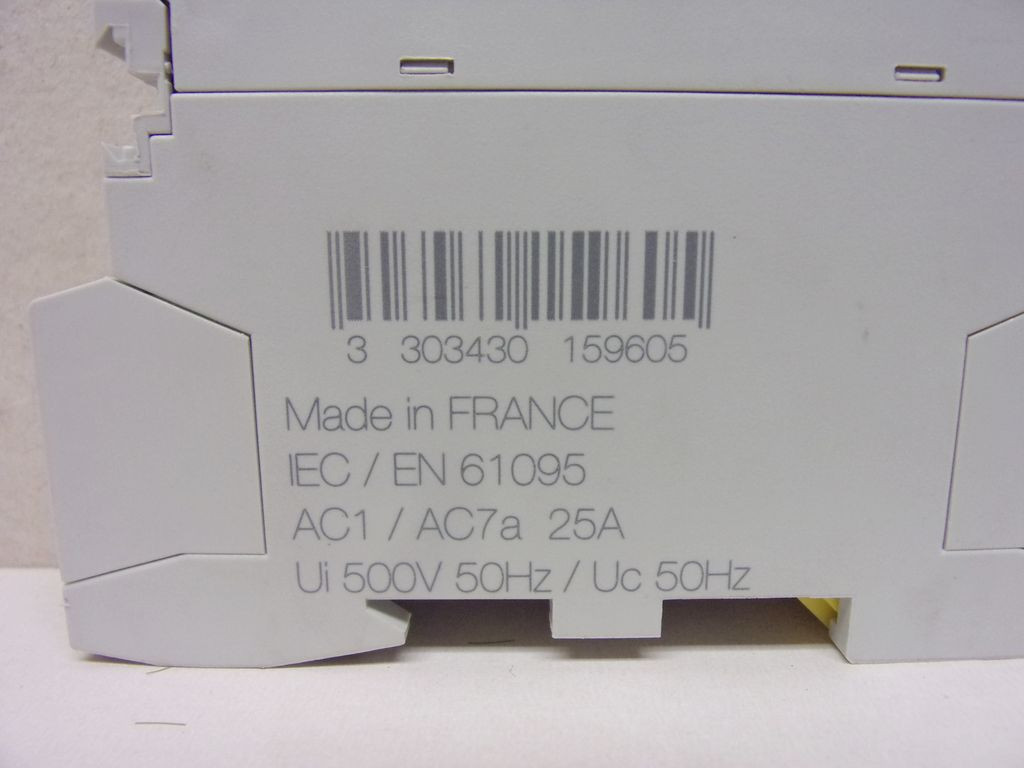 3 303430 159605
Made in FRANCE
IEC / EN 61095
AC1 / AC7a 25A
Ui 500V 50Hz / Uc 50Hz